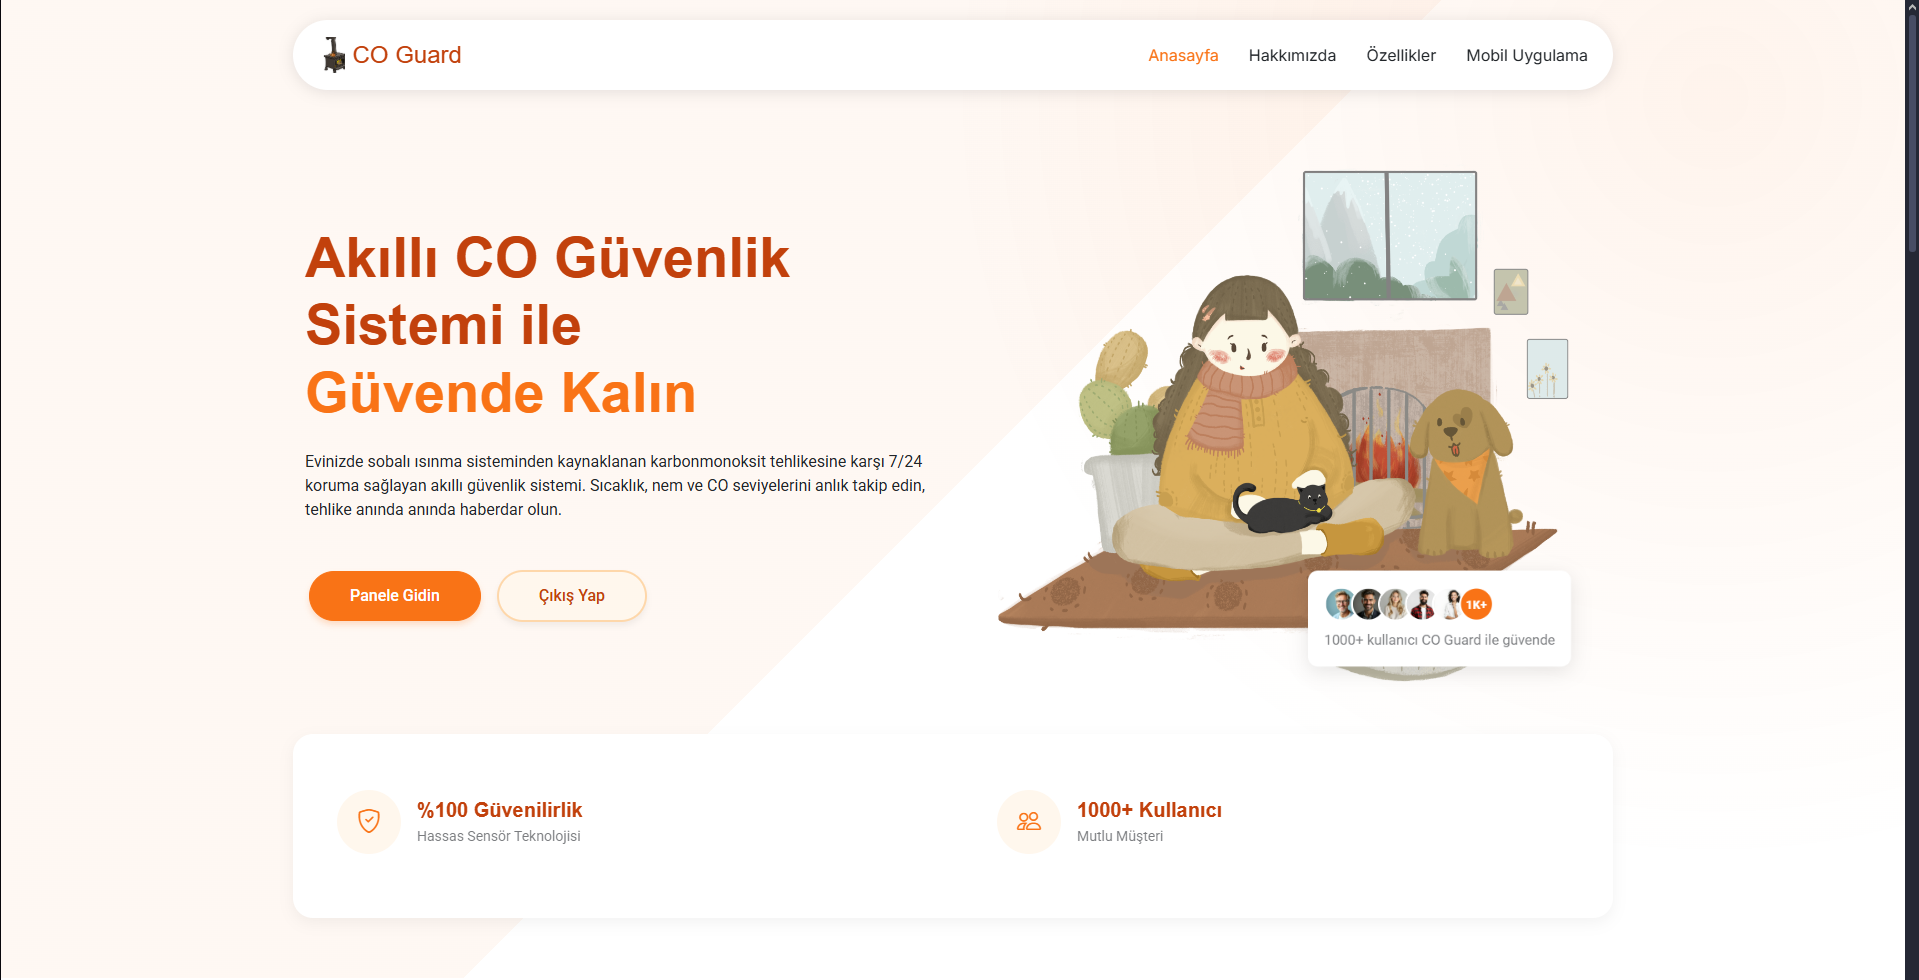 CO Guard
Anasayfa
Hakkımızda
Özellikler
Mobil Uygulama
Akıllı CO Güvenlik
Sistemi ile
Güvende Kalın
Evinizde sobalı ısınma sisteminden kaynaklanan karbonmonoksit tehlikesine karşı 7/24
koruma sağlayan akıllı güvenlik sistemi. Sıcaklık, nem ve CO seviyelerini anlık takip edin,
tehlike anında anında haberdar olun.
Panele Gidin
Çıkış Yap
1K+
1000+ kullanıcı CO Guard ile güvende
%100 Güvenilirlik
Hassas Sensör Teknolojisi
1000+ Kullanıcı
Mutlu Müşteri